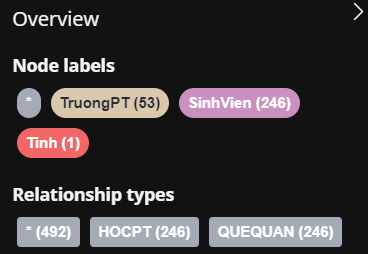 Overview
Node labels
* TruongPT (53) SinhVien (246)
Tinh (1)
Relationship types
* (492) HOCPT (246) QUEQUAN (246)